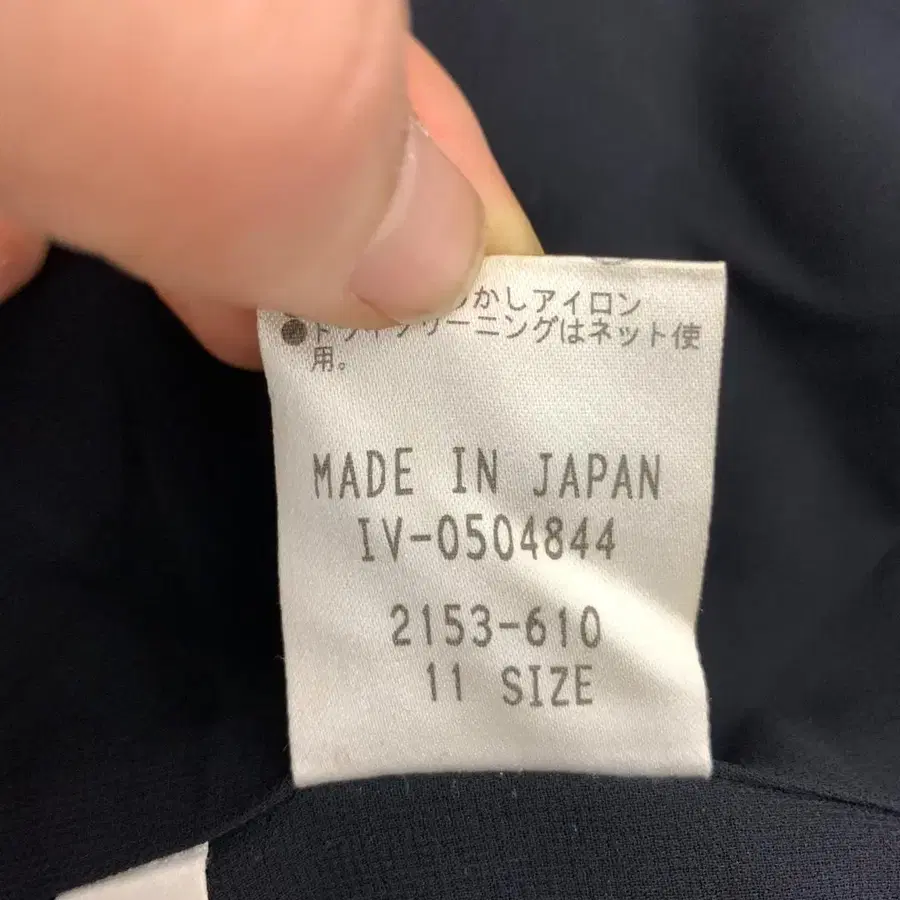 かしアイロン
●ドライクリーニングはネット使
用。
MADE IN JAPAN
IV-0504844
2153-610
11 SIZE